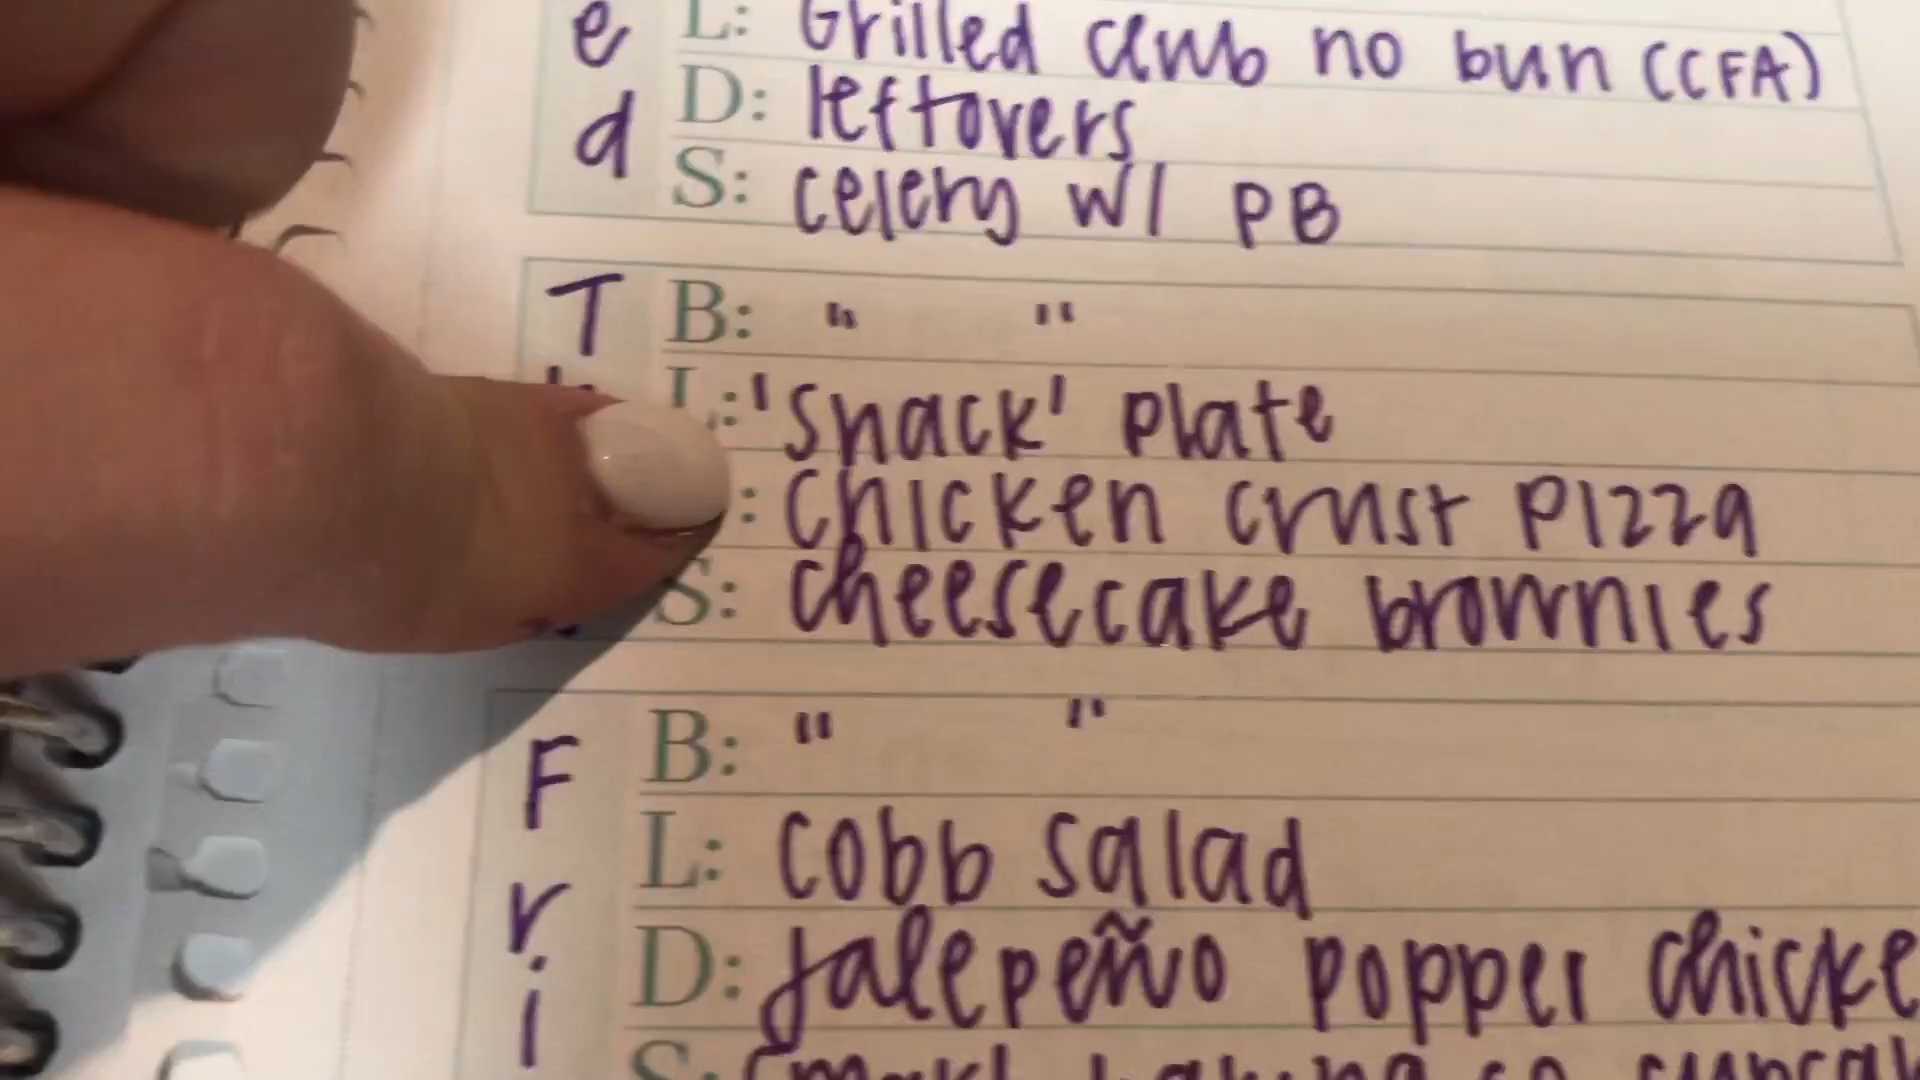 e L: Grilled club no bun (CFA)
d D: leftovers
S: celery w/ PB
T B: " "
L: 'snack' plate
: Chicken crust pizza
S: cheesecake brownies
F B: " "
L: cobb salad
r D: Jalepeño popper chicke
i S: